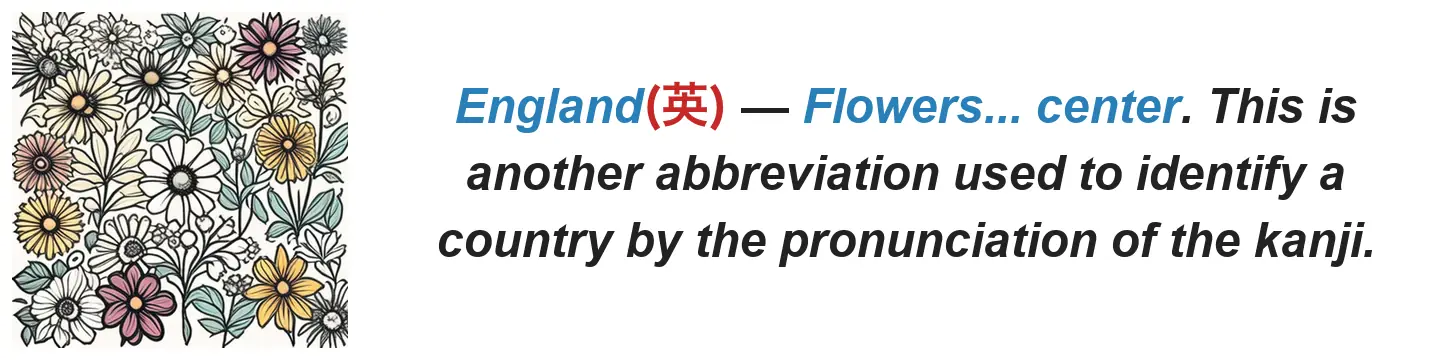 England(英) — Flowers... center. This is
another abbreviation used to identify a
country by the pronunciation of the kanji.